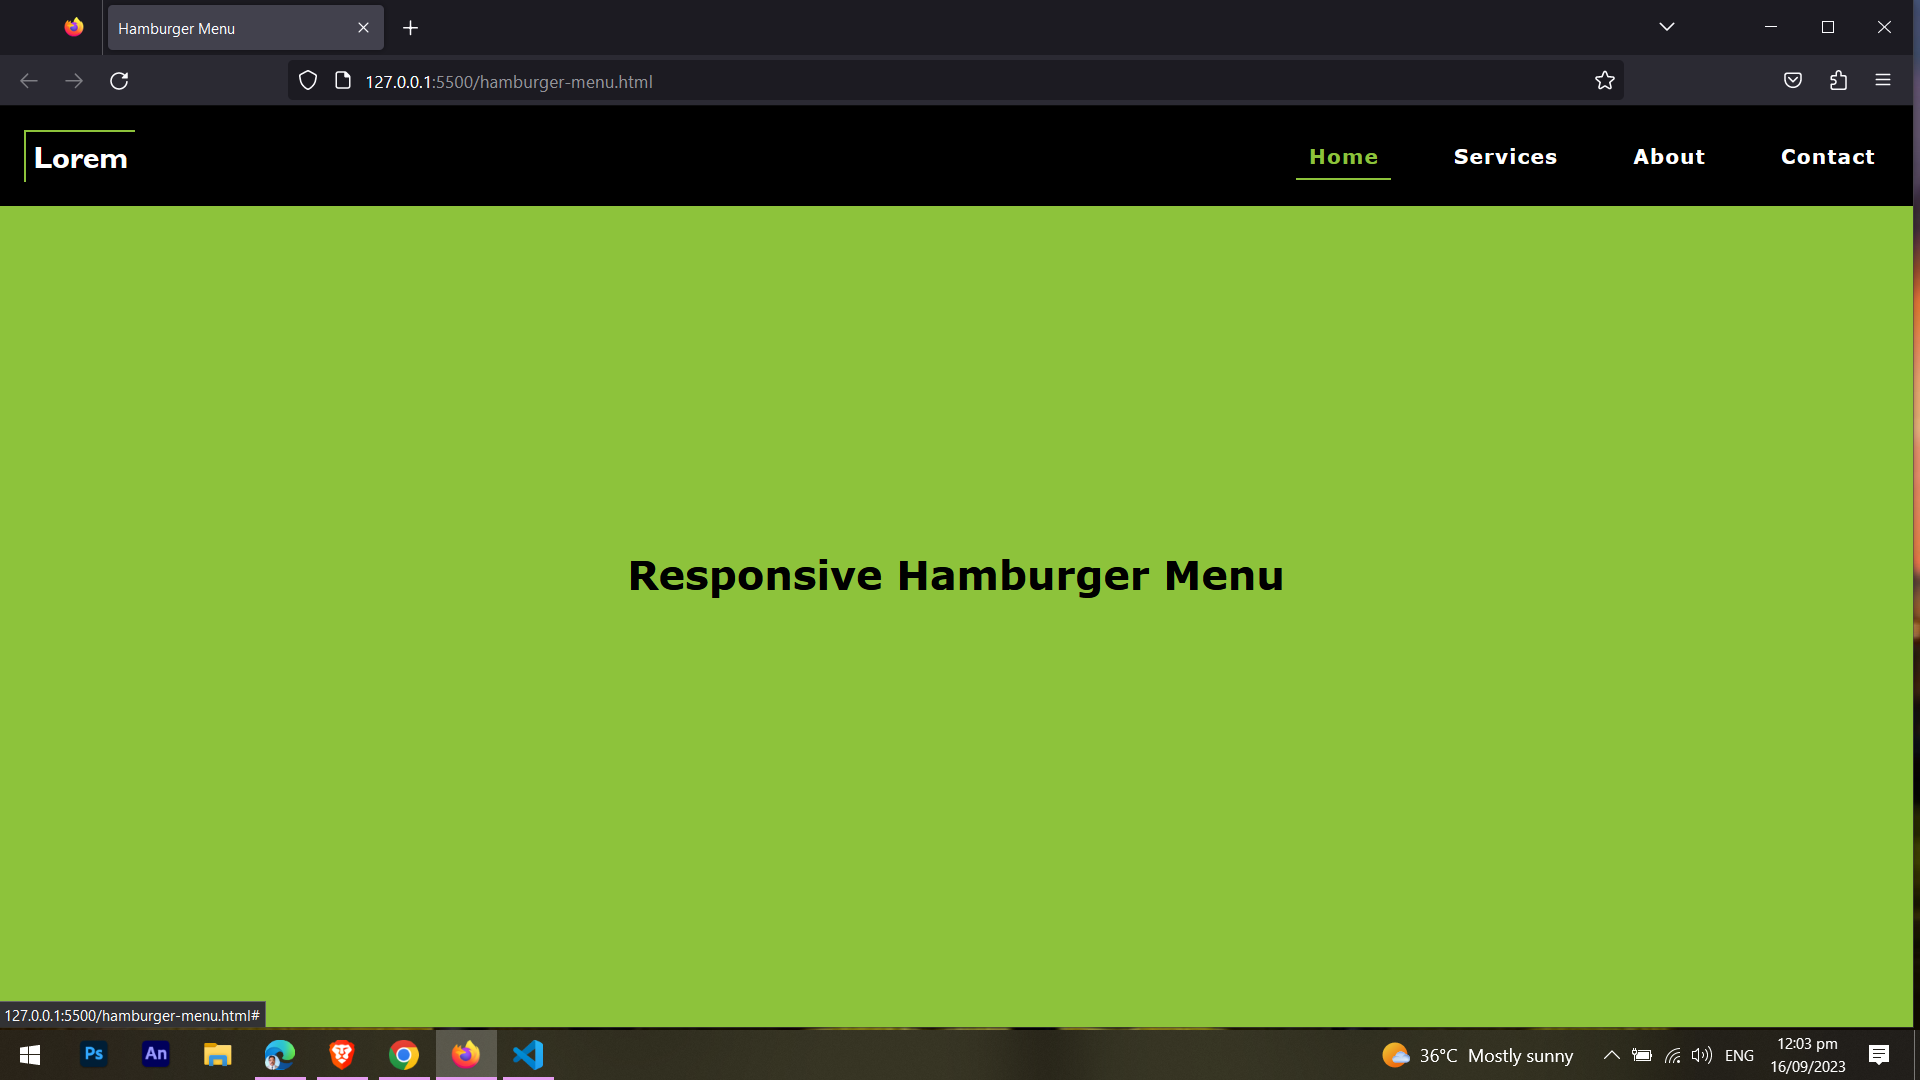 Hamburger Menu
127.0.0.1:5500/hamburger-menu.html
Lorem
Home Services About Contact
Responsive Hamburger Menu
127.0.0.1:5500/hamburger-menu.html#
Ps An
36°C Mostly sunny
ENG
12:03 pm
16/09/2023